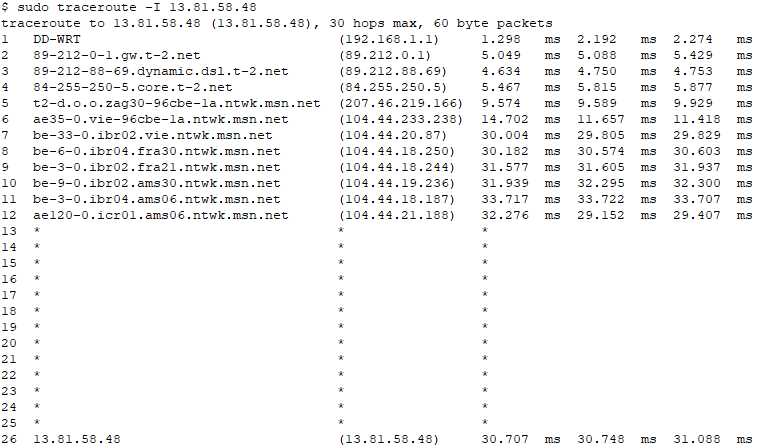 $ sudo traceroute -I 13.81.58.48
traceroute to 13.81.58.48 (13.81.58.48), 30 hops max, 60 byte packets
1 DD-WRT (192.168.1.1) 1.298 ms 2.192 ms 2.274 ms
2 89-212-0-1.gw.t-2.net (89.212.0.1) 5.049 ms 5.088 ms 5.429 ms
3 89-212-88-69.dynamic.dsl.t-2.net (89.212.88.69) 4.634 ms 4.750 ms 4.753 ms
4 84-255-250-5.core.t-2.net (84.255.250.5) 5.467 ms 5.815 ms 5.877 ms
5 t2-d.o.o.zag30-96cbe-1a.ntwk.msn.net (207.46.219.166) 9.574 ms 9.589 ms 9.929 ms
6 ae35-0.vie-96cbe-1a.ntwk.msn.net (104.44.233.238) 14.702 ms 11.657 ms 11.418 ms
7 be-33-0.ibr02.vie.ntwk.msn.net (104.44.20.87) 30.004 ms 29.805 ms 29.829 ms
8 be-6-0.ibr04.fra30.ntwk.msn.net (104.44.18.250) 30.182 ms 30.574 ms 30.603 ms
9 be-3-0.ibr02.fra21.ntwk.msn.net (104.44.18.244) 31.577 ms 31.605 ms 31.937 ms
10 be-9-0.ibr02.ams30.ntwk.msn.net (104.44.19.236) 31.939 ms 32.295 ms 32.300 ms
11 be-3-0.ibr04.ams06.ntwk.msn.net (104.44.18.187) 33.717 ms 33.722 ms 33.707 ms
12 ae120-0.icr01.ams06.ntwk.msn.net (104.44.21.188) 32.276 ms 29.152 ms 29.407 ms
13 * * *
14 * * *
15 * * *
16 * * *
17 * * *
18 * * *
19 * * *
20 * * *
21 * * *
22 * * *
23 * * *
24 * * *
25 * * *
26 13.81.58.48 (13.81.58.48) 30.707 ms 30.748 ms 31.088 ms